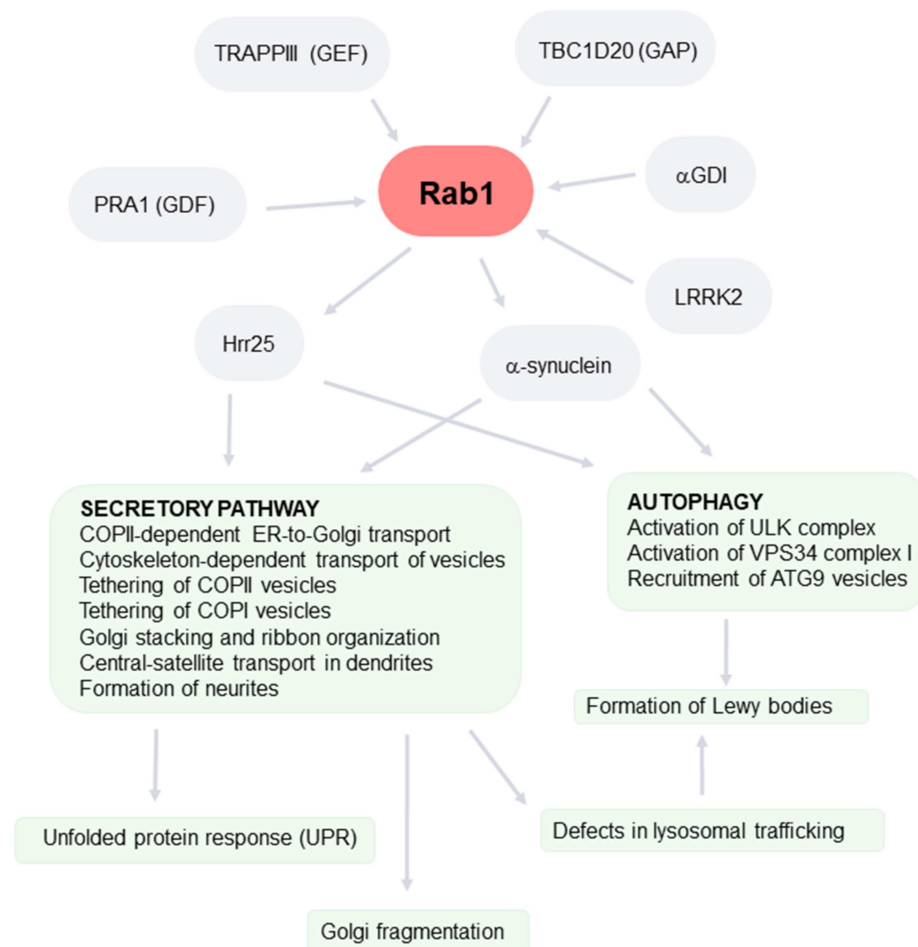 TRAPPIII (GEF)
TBC1D20 (GAP)
PRA1 (GDF)
Rab1
αGDI
LRRK2
Hrr25
α-synuclein
SECRETORY PATHWAY
COPII-dependent ER-to-Golgi transport
Cytoskeleton-dependent transport of vesicles
Tethering of COPII vesicles
Tethering of COPI vesicles
Golgi stacking and ribbon organization
Central-satellite transport in dendrites
Formation of neurites
AUTOPHAGY
Activation of ULK complex
Activation of VPS34 complex I
Recruitment of ATG9 vesicles
Formation of Lewy bodies
Unfolded protein response (UPR)
Defects in lysosomal trafficking
Golgi fragmentation